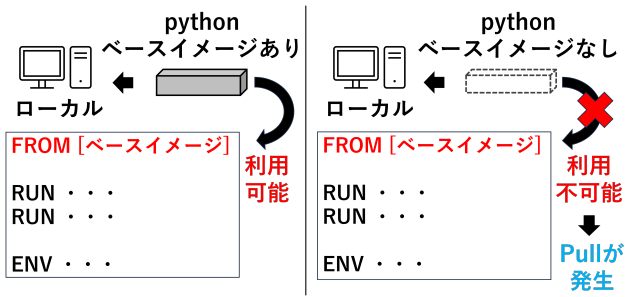 python
ベースイメージあり
ローカル
FROM [ベースイメージ]
RUN ・・・
RUN ・・・
ENV ・・・
利用
可能
python
ベースイメージなし
ローカル
FROM [ベースイメージ]
RUN ・・・
RUN ・・・
ENV ・・・
利用
不可能
Pullが
発生